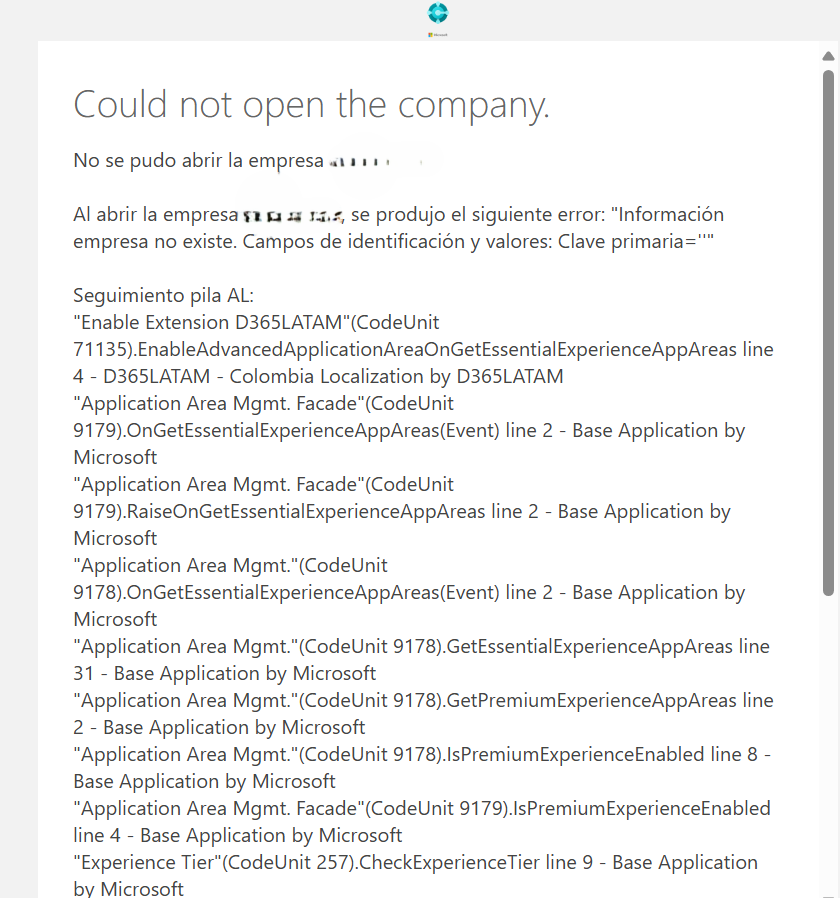 Microsoft
Could not open the company.
No se pudo abrir la empresa
Al abrir la empresa , se produjo el siguiente error: "Información
empresa no existe. Campos de identificación y valores: Clave primaria=''"
Seguimiento pila AL:
"Enable Extension D365LATAM"(CodeUnit
71135).EnableAdvancedApplicationAreaOnGetEssentialExperienceAppAreas line
4 - D365LATAM - Colombia Localization by D365LATAM
"Application Area Mgmt. Facade"(CodeUnit
9179).OnGetEssentialExperienceAppAreas(Event) line 2 - Base Application by
Microsoft
"Application Area Mgmt. Facade"(CodeUnit
9179).RaiseOnGetEssentialExperienceAppAreas line 2 - Base Application by
Microsoft
"Application Area Mgmt."(CodeUnit
9178).OnGetEssentialExperienceAppAreas(Event) line 2 - Base Application by
Microsoft
"Application Area Mgmt."(CodeUnit 9178).GetEssentialExperienceAppAreas line
31 - Base Application by Microsoft
"Application Area Mgmt."(CodeUnit 9178).GetPremiumExperienceAppAreas line
2 - Base Application by Microsoft
"Application Area Mgmt."(CodeUnit 9178).IsPremiumExperienceEnabled line 8 -
Base Application by Microsoft
"Application Area Mgmt. Facade"(CodeUnit 9179).IsPremiumExperienceEnabled
line 4 - Base Application by Microsoft
"Experience Tier"(CodeUnit 257).CheckExperienceTier line 9 - Base Application
by Microsoft